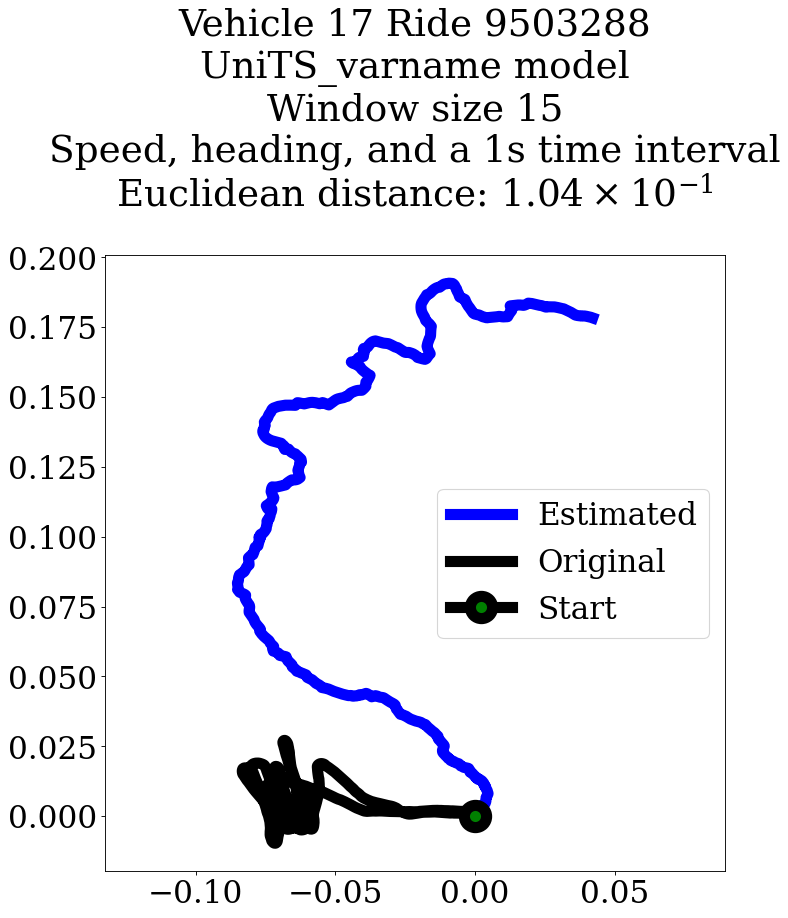 Vehicle 17 Ride 9503288
UniTS_varname model
Window size 15
Speed, heading, and a 1s time interval
Euclidean distance: 1.04 × 10⁻¹
0.200
0.175
0.150
0.125
0.100
0.075
0.050
0.025
0.000
Estimated
Original
Start
−0.10 −0.05 0.00 0.05